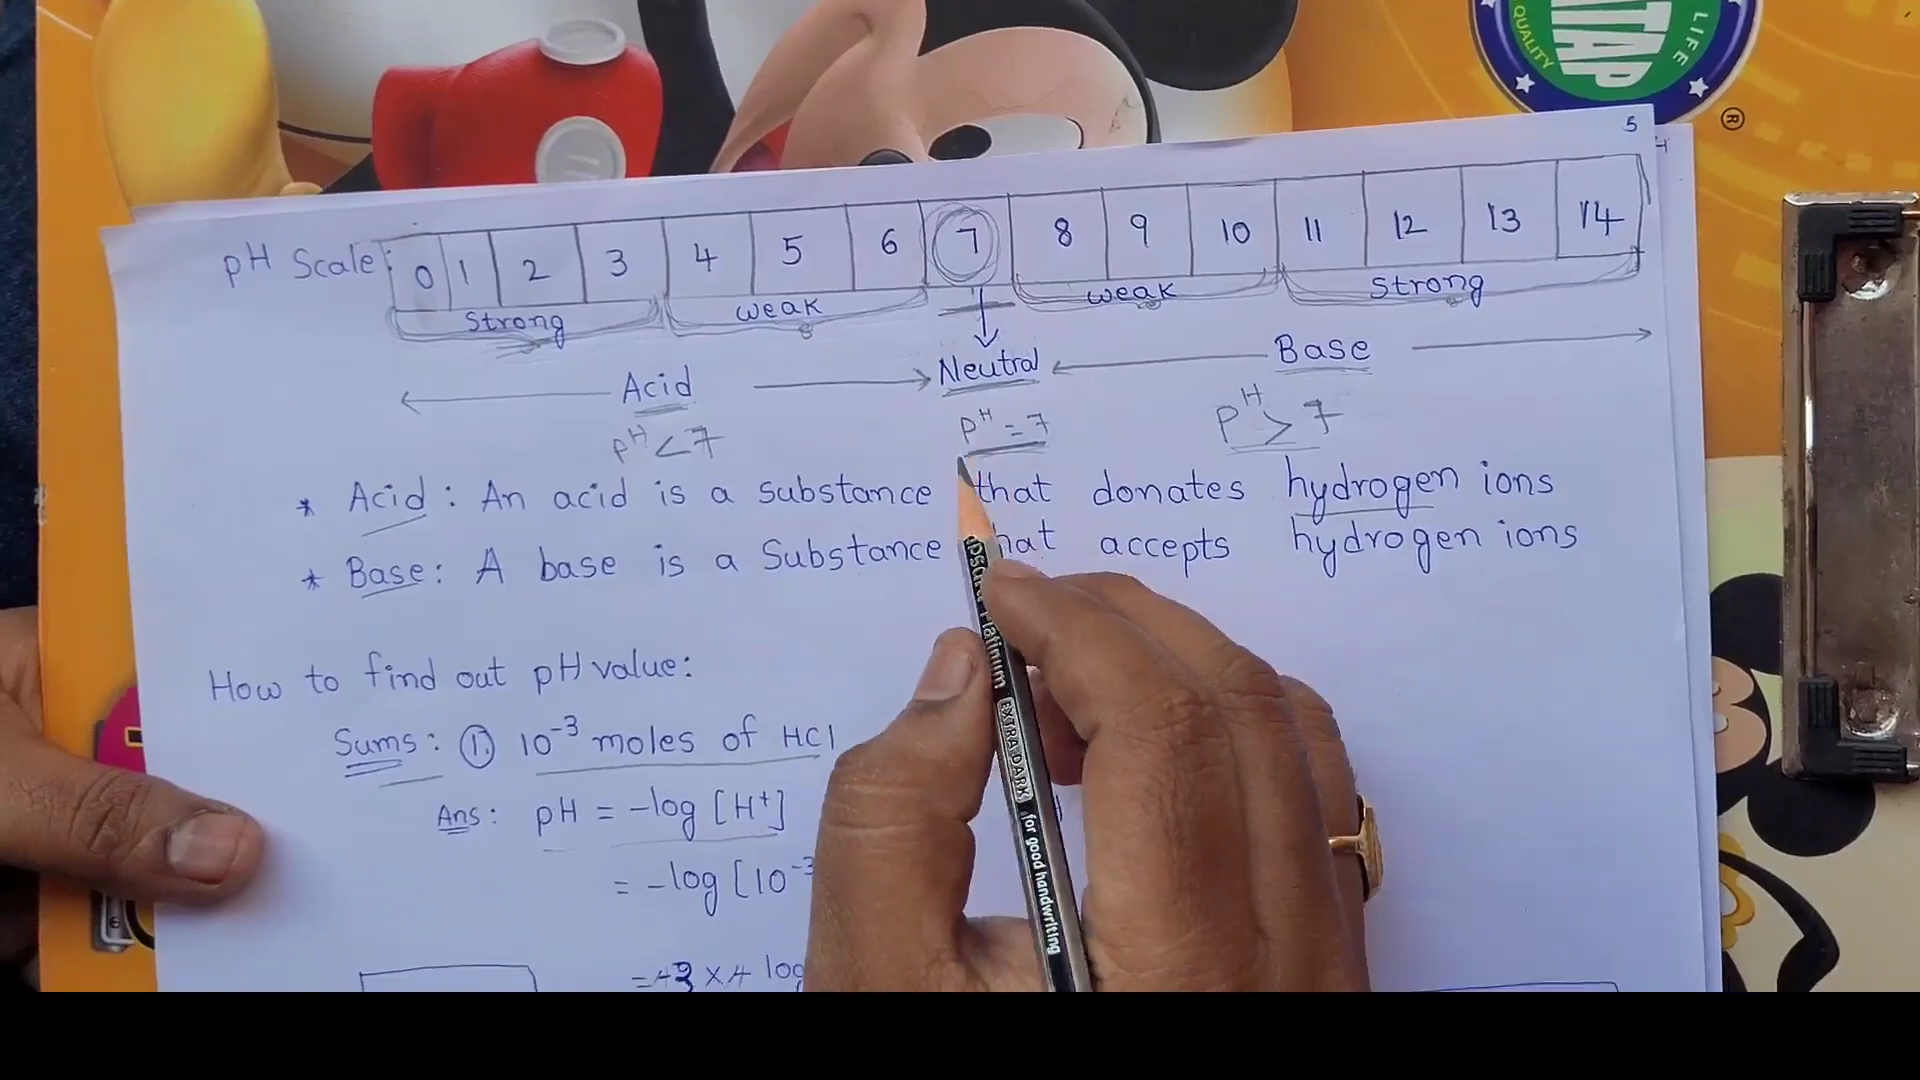 QUALITY
TAP
LIFE
®
5
pH Scale: 0 1 2 3 4 5 6 7 8 9 10 11 12 13 14
Strong weak weak Strong
Acid Neutral Base
pH < 7 pH = 7 pH > 7
* Acid : An acid is a substance that donates hydrogen ions
* Base : A base is a Substance that accepts hydrogen ions
How to find out pH value:
Sums : ① 10⁻³ moles of HCl
Ans : pH = -log [H⁺]
= -log [10⁻³
Platinum EXTRA DARK for good handwriting